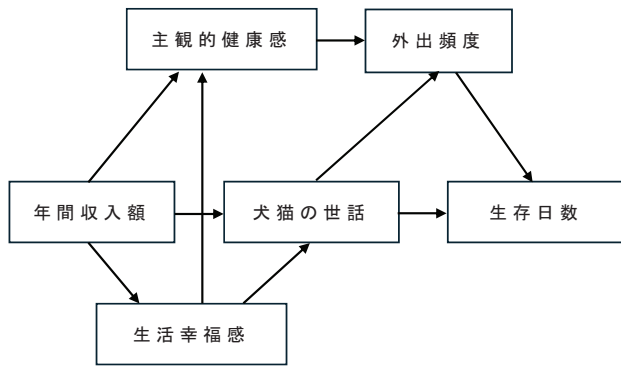 主観的健康感
外出頻度
年間収入額
犬猫の世話
生存日数
生活幸福感